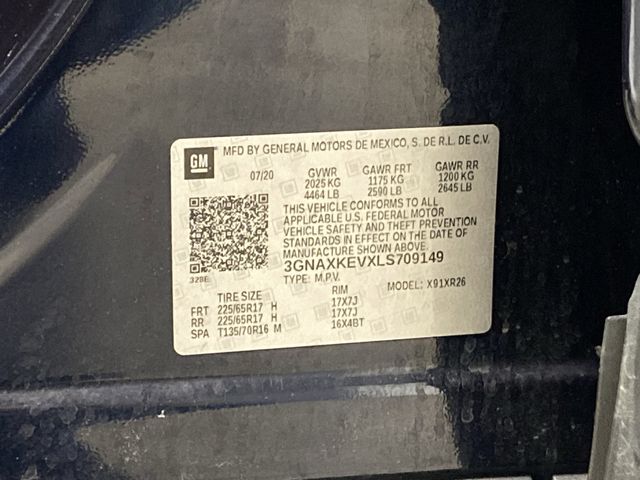 MFD BY GENERAL MOTORS DE MEXICO, S. DE R.L. DE C.V.
GM
07/20 GVWR GAWR FRT GAWR RR
2025 KG 1175 KG 1200 KG
4464 LB 2590 LB 2645 LB
THIS VEHICLE CONFORMS TO ALL
APPLICABLE U.S. FEDERAL MOTOR
VEHICLE SAFETY AND THEFT PREVENTION
STANDARDS IN EFFECT ON THE DATE OF
MANUFACTURE SHOWN ABOVE.
3GNAXKEVXLS709149
328E
TYPE: M.P.V. MODEL: X91XR26
TIRE SIZE RIM
FRT 225/65R17 H 17X7J
RR 225/65R17 H 17X7J
SPA T135/70R16 M 16X4BT